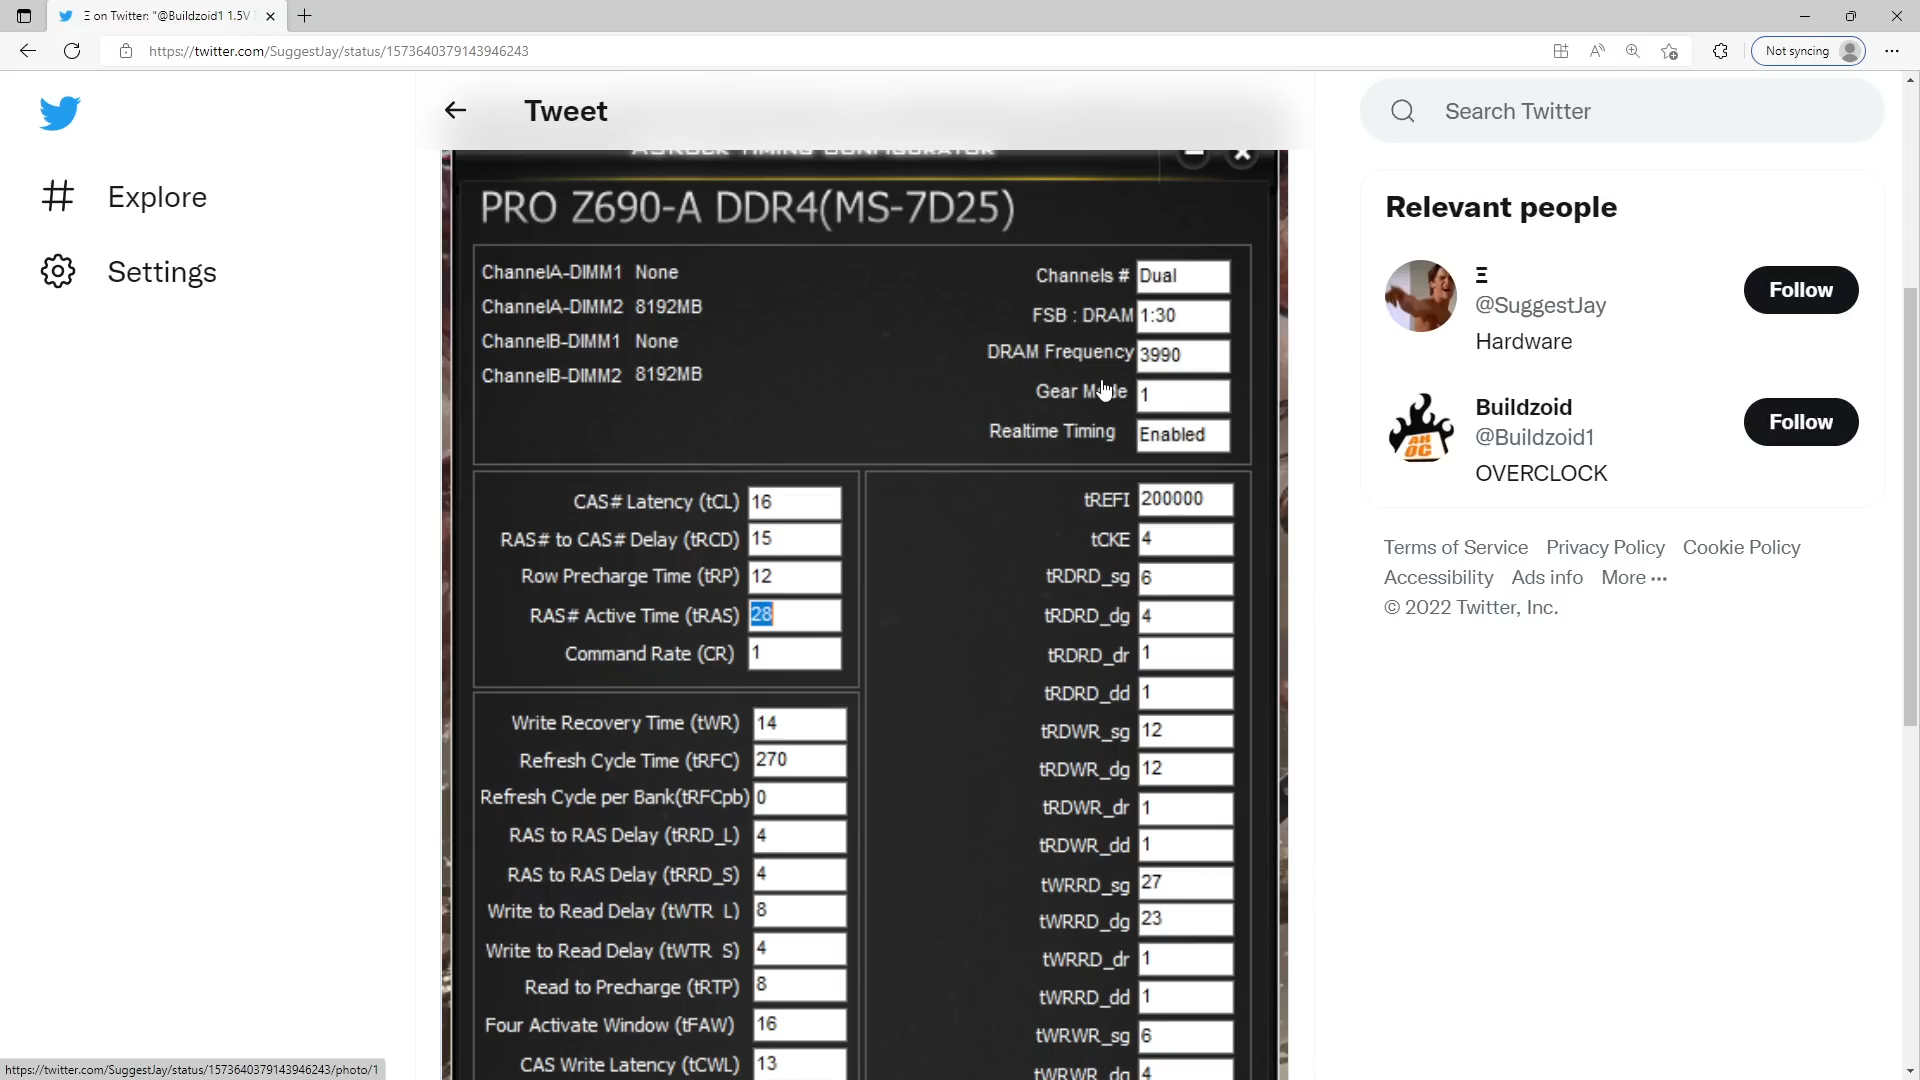 Ξ on Twitter: "@Buildzoid1 1.5V
https://twitter.com/SuggestJay/status/1573640379143946243
Not syncing
Explore
Settings
Tweet
ASROCK TIMING CONFIGURATOR
PRO Z690-A DDR4(MS-7D25)
ChannelA-DIMM1 None
ChannelA-DIMM2 8192MB
ChannelB-DIMM1 None
ChannelB-DIMM2 8192MB
Channels # Dual
FSB : DRAM 1:30
DRAM Frequency 3990
Gear Mode 1
Realtime Timing Enabled
CAS# Latency (tCL) 16
RAS# to CAS# Delay (tRCD) 15
Row Precharge Time (tRP) 12
RAS# Active Time (tRAS) 28
Command Rate (CR) 1
Write Recovery Time (tWR) 14
Refresh Cycle Time (tRFC) 270
Refresh Cycle per Bank(tRFCpb) 0
RAS to RAS Delay (tRRD_L) 4
RAS to RAS Delay (tRRD_S) 4
Write to Read Delay (tWTR L) 8
Write to Read Delay (tWTR S) 4
Read to Precharge (tRTP) 8
Four Activate Window (tFAW) 16
CAS Write Latency (tCWL) 13
tREFI 200000
tCKE 4
tRDRD_sg 6
tRDRD_dg 4
tRDRD_dr 1
tRDRD_dd 1
tRDWR_sg 12
tRDWR_dg 12
tRDWR_dr 1
tRDWR_dd 1
tWRRD_sg 27
tWRRD_dg 23
tWRRD_dr 1
tWRRD_dd 1
tWRWR_sg 6
tWRWR_dg 4
Search Twitter
Relevant people
Ξ
@SuggestJay
Follow
Hardware
AH
OC
Buildzoid
@Buildzoid1
Follow
OVERCLOCK
Terms of Service Privacy Policy Cookie Policy
Accessibility Ads info More ···
© 2022 Twitter, Inc.
https://twitter.com/SuggestJay/status/1573640379143946243/photo/1